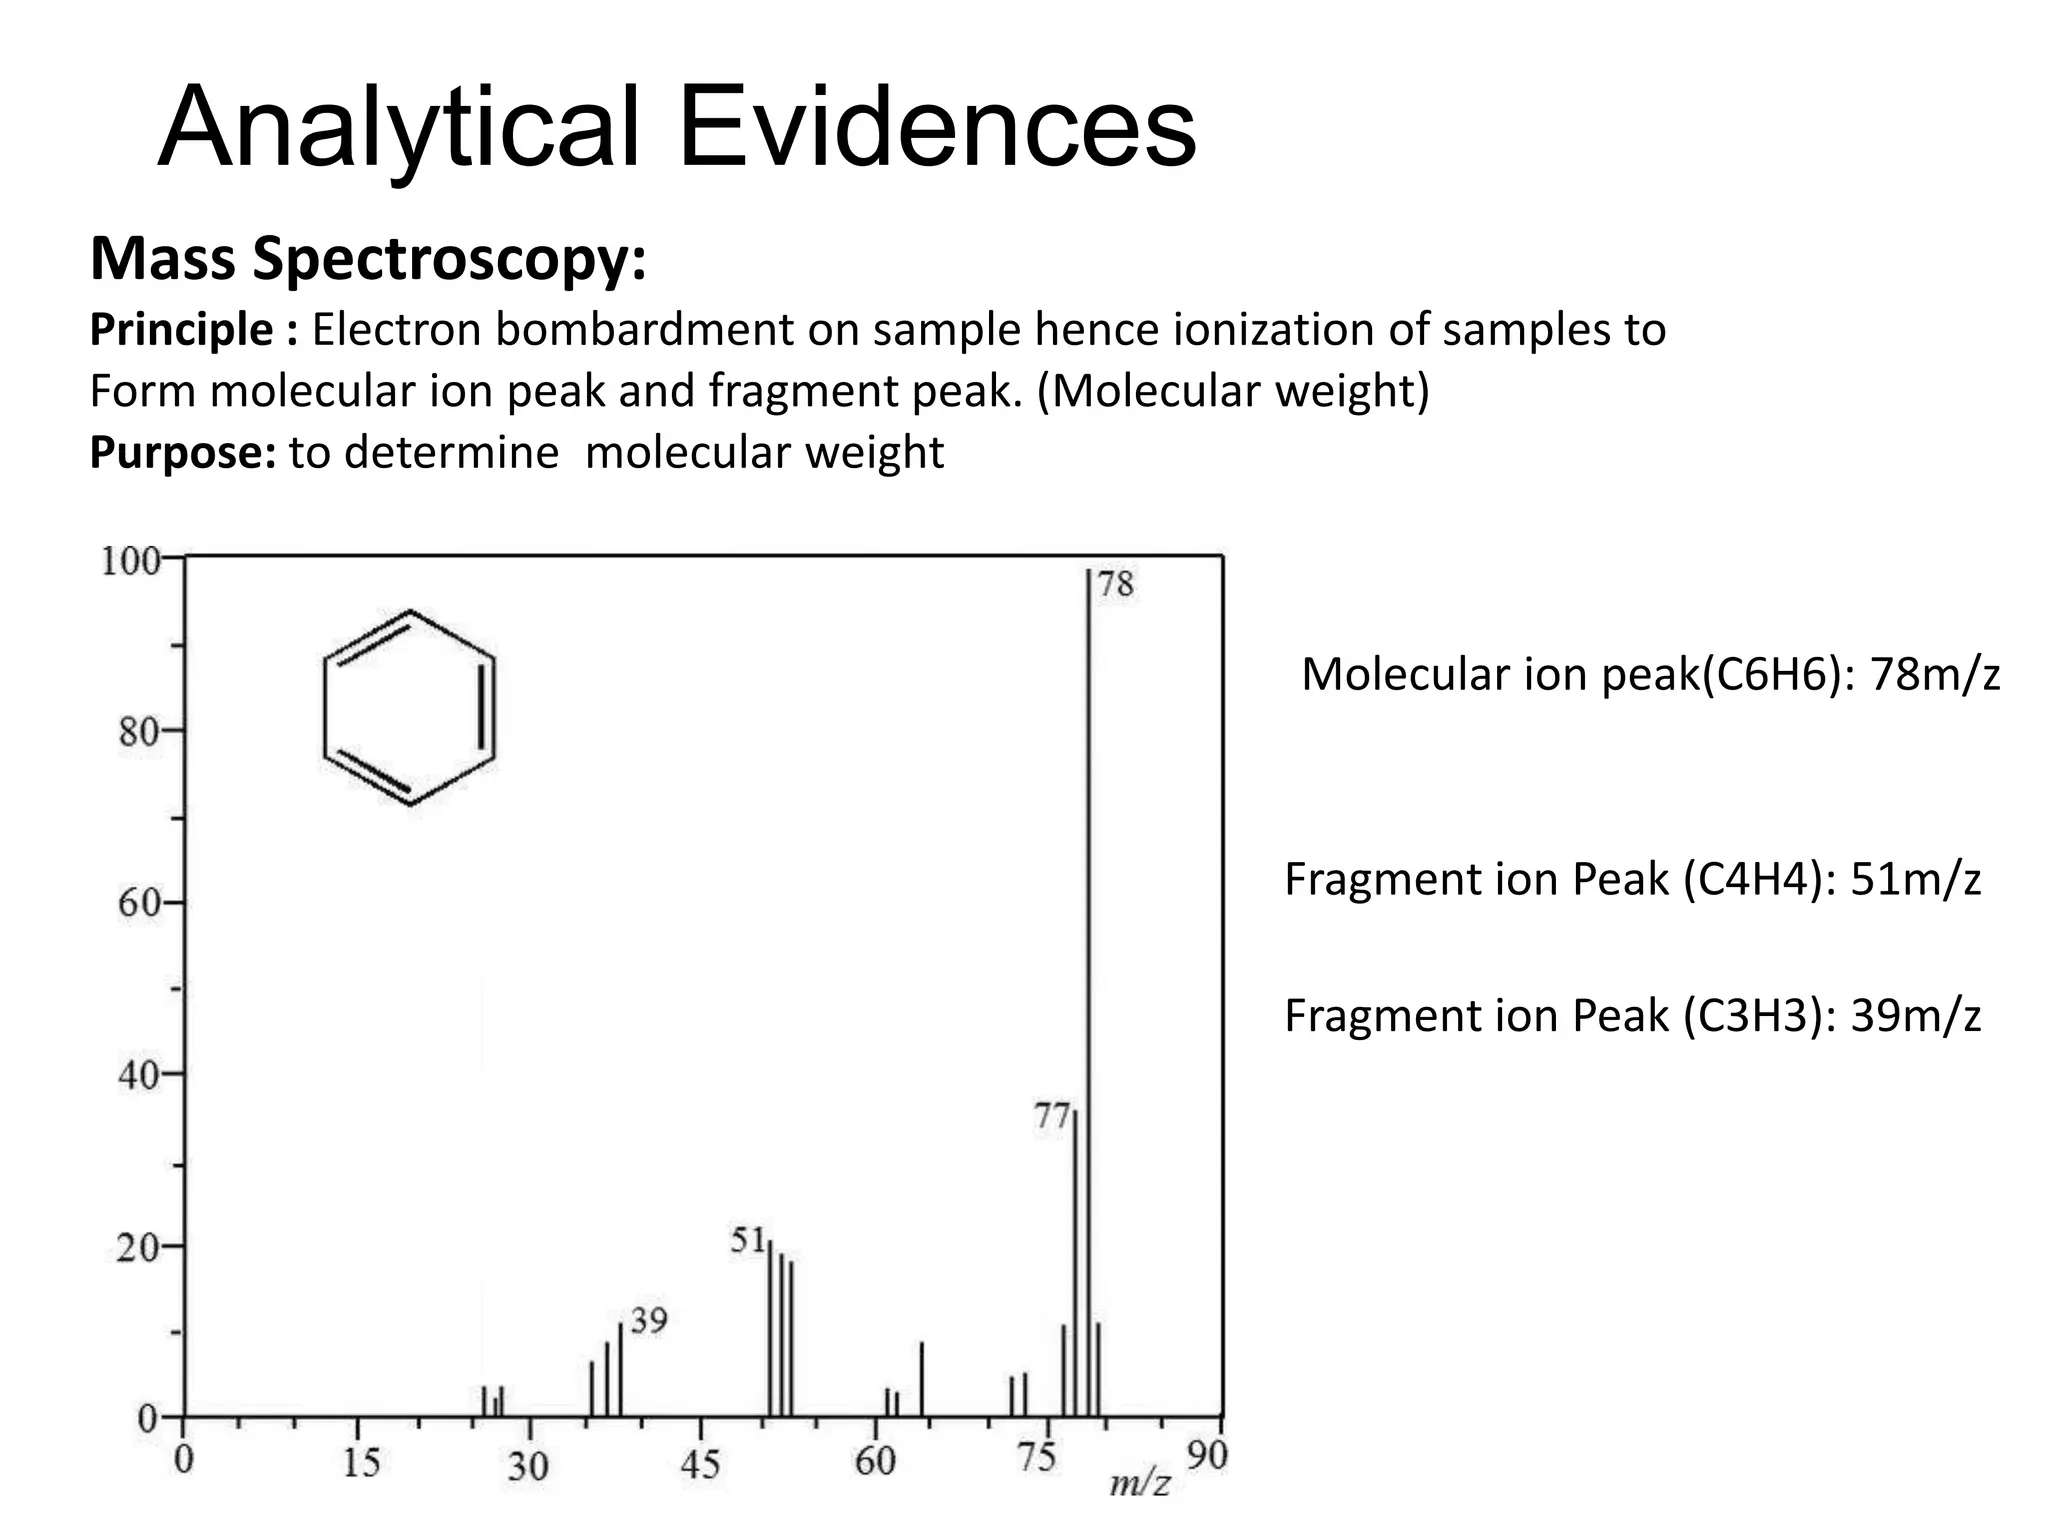 Analytical Evidences
Mass Spectroscopy:
Principle : Electron bombardment on sample hence ionization of samples to
Form molecular ion peak and fragment peak. (Molecular weight)
Purpose: to determine  molecular weight
100
80
60
40
20
0
78
77
51
39
0
15
30
45
60
75
90
m/z
Molecular ion peak(C6H6): 78m/z
Fragment ion Peak (C4H4): 51m/z
Fragment ion Peak (C3H3): 39m/z